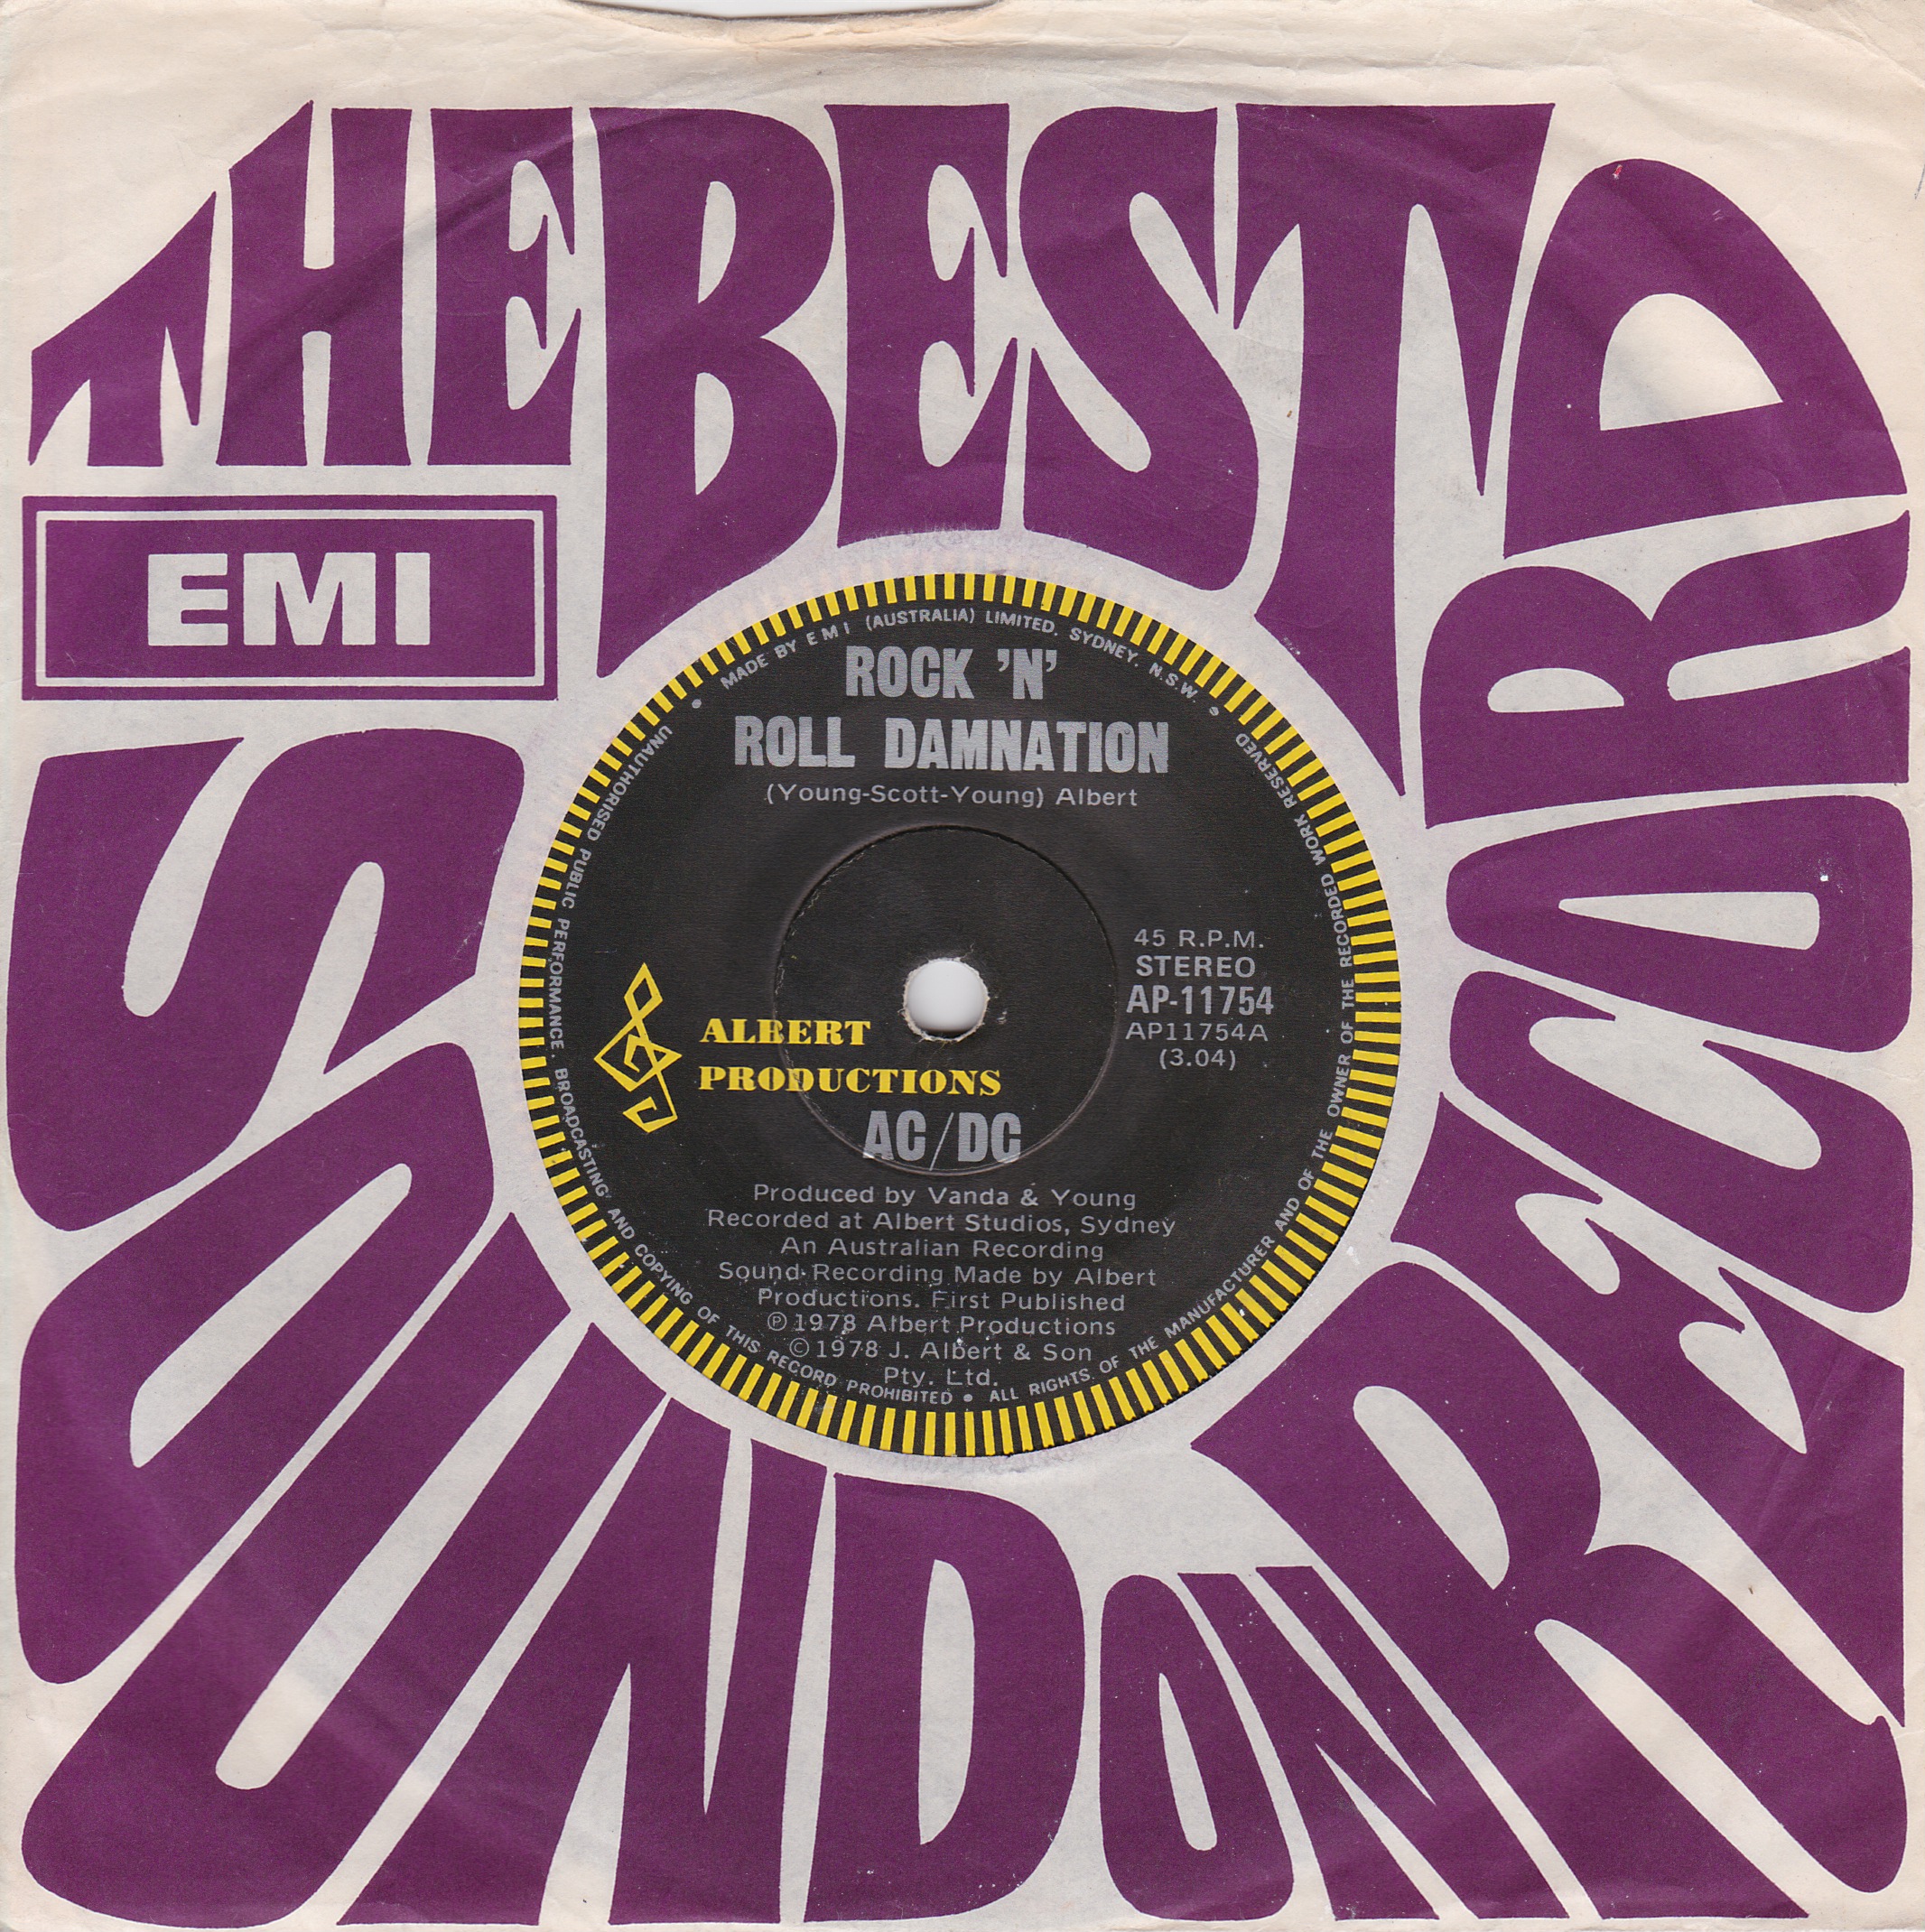 THE BEST
SOUND ON RECORD
EMI
MADE BY EMI (AUSTRALIA) LIMITED. SYDNEY. N.S.W.
ROCK 'N'
ROLL DAMNATION
(Young-Scott-Young) Albert
45 R.P.M.
STEREO
AP-11754
AP11754A
(3.04)
ALBERT
PRODUCTIONS
AC/DC
Produced by Vanda & Young
Recorded at Albert Studios, Sydney
An Australian Recording
Sound Recording Made by Albert
Productions. First Published
℗ 1978 Albert Productions
© 1978 J. Albert & Son
Pty. Ltd.
UNAUTHORISED PUBLIC PERFORMANCE. BROADCASTING AND COPYING OF THIS RECORD PROHIBITED • ALL RIGHTS OF THE MANUFACTURER AND OF THE OWNER OF THE RECORDED WORK RESERVED